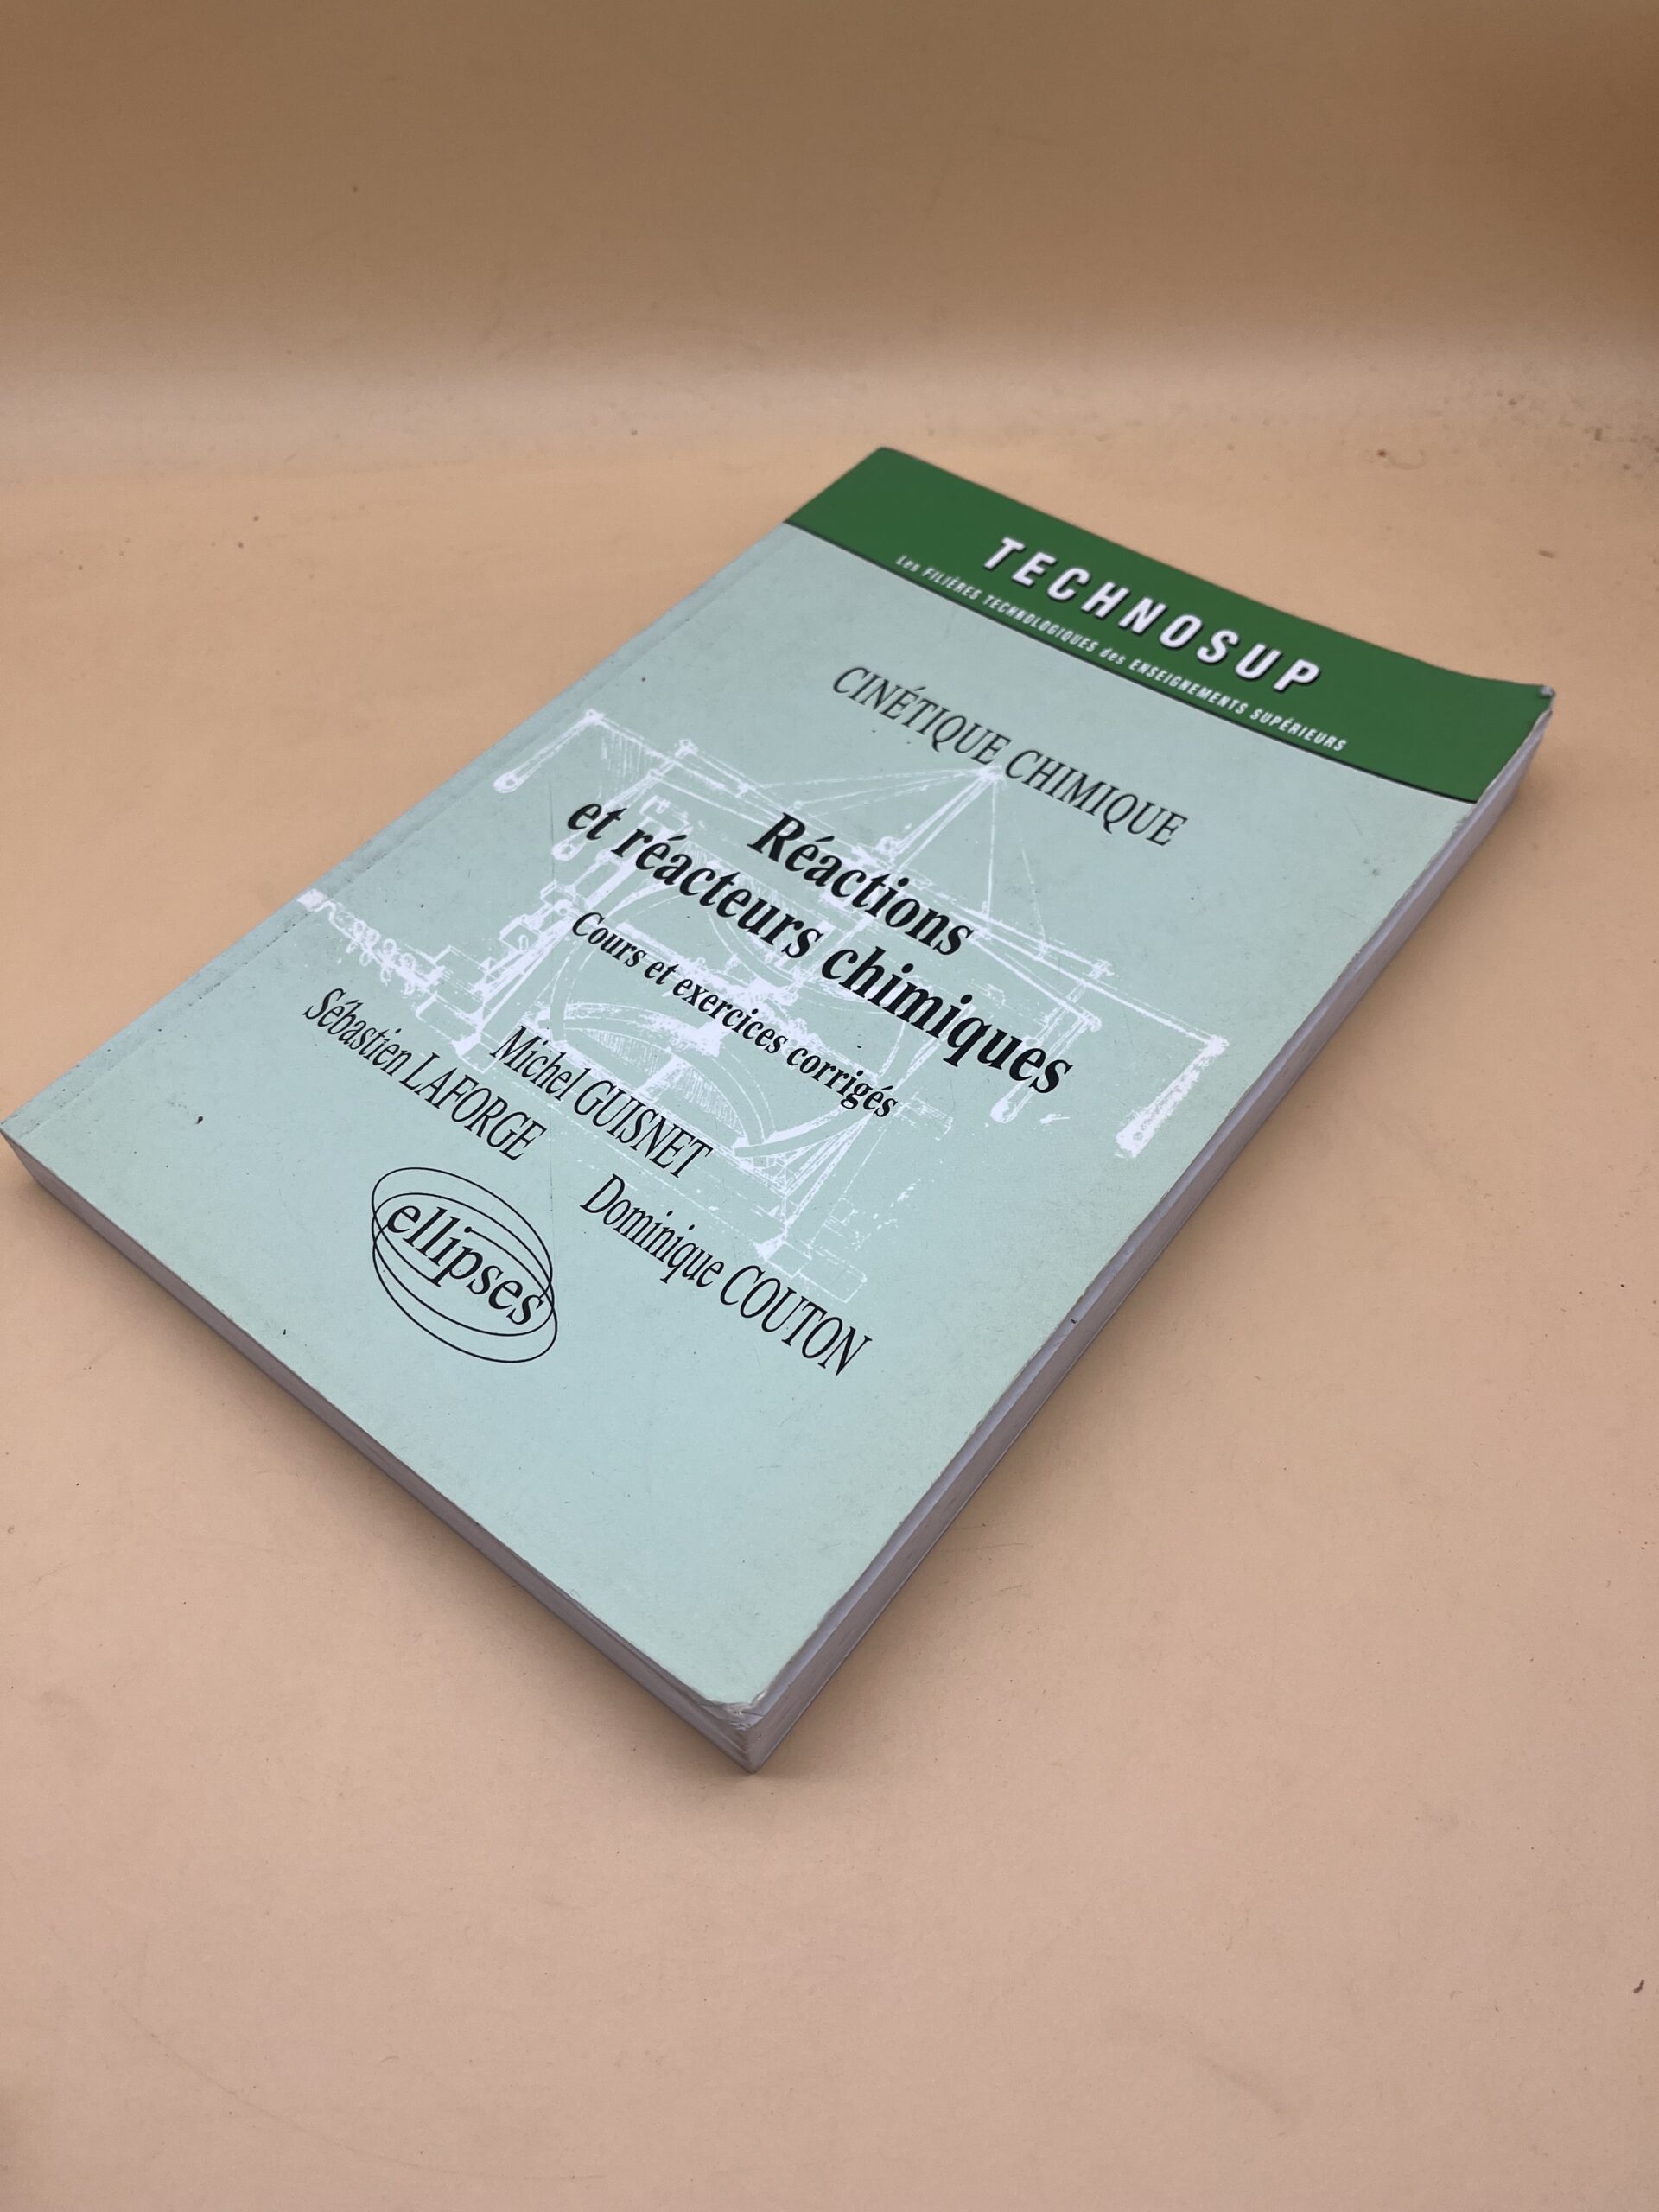 TECHNOSUP
Les FILIÈRES TECHNOLOGIQUES des ENSEIGNEMENTS SUPÉRIEURS
CINÉTIQUE CHIMIQUE
Réactions
et réacteurs chimiques
Cours et exercices corrigés
Michel GUISNET
Sébastien LAFORGE
Dominique COUTON
ellipses